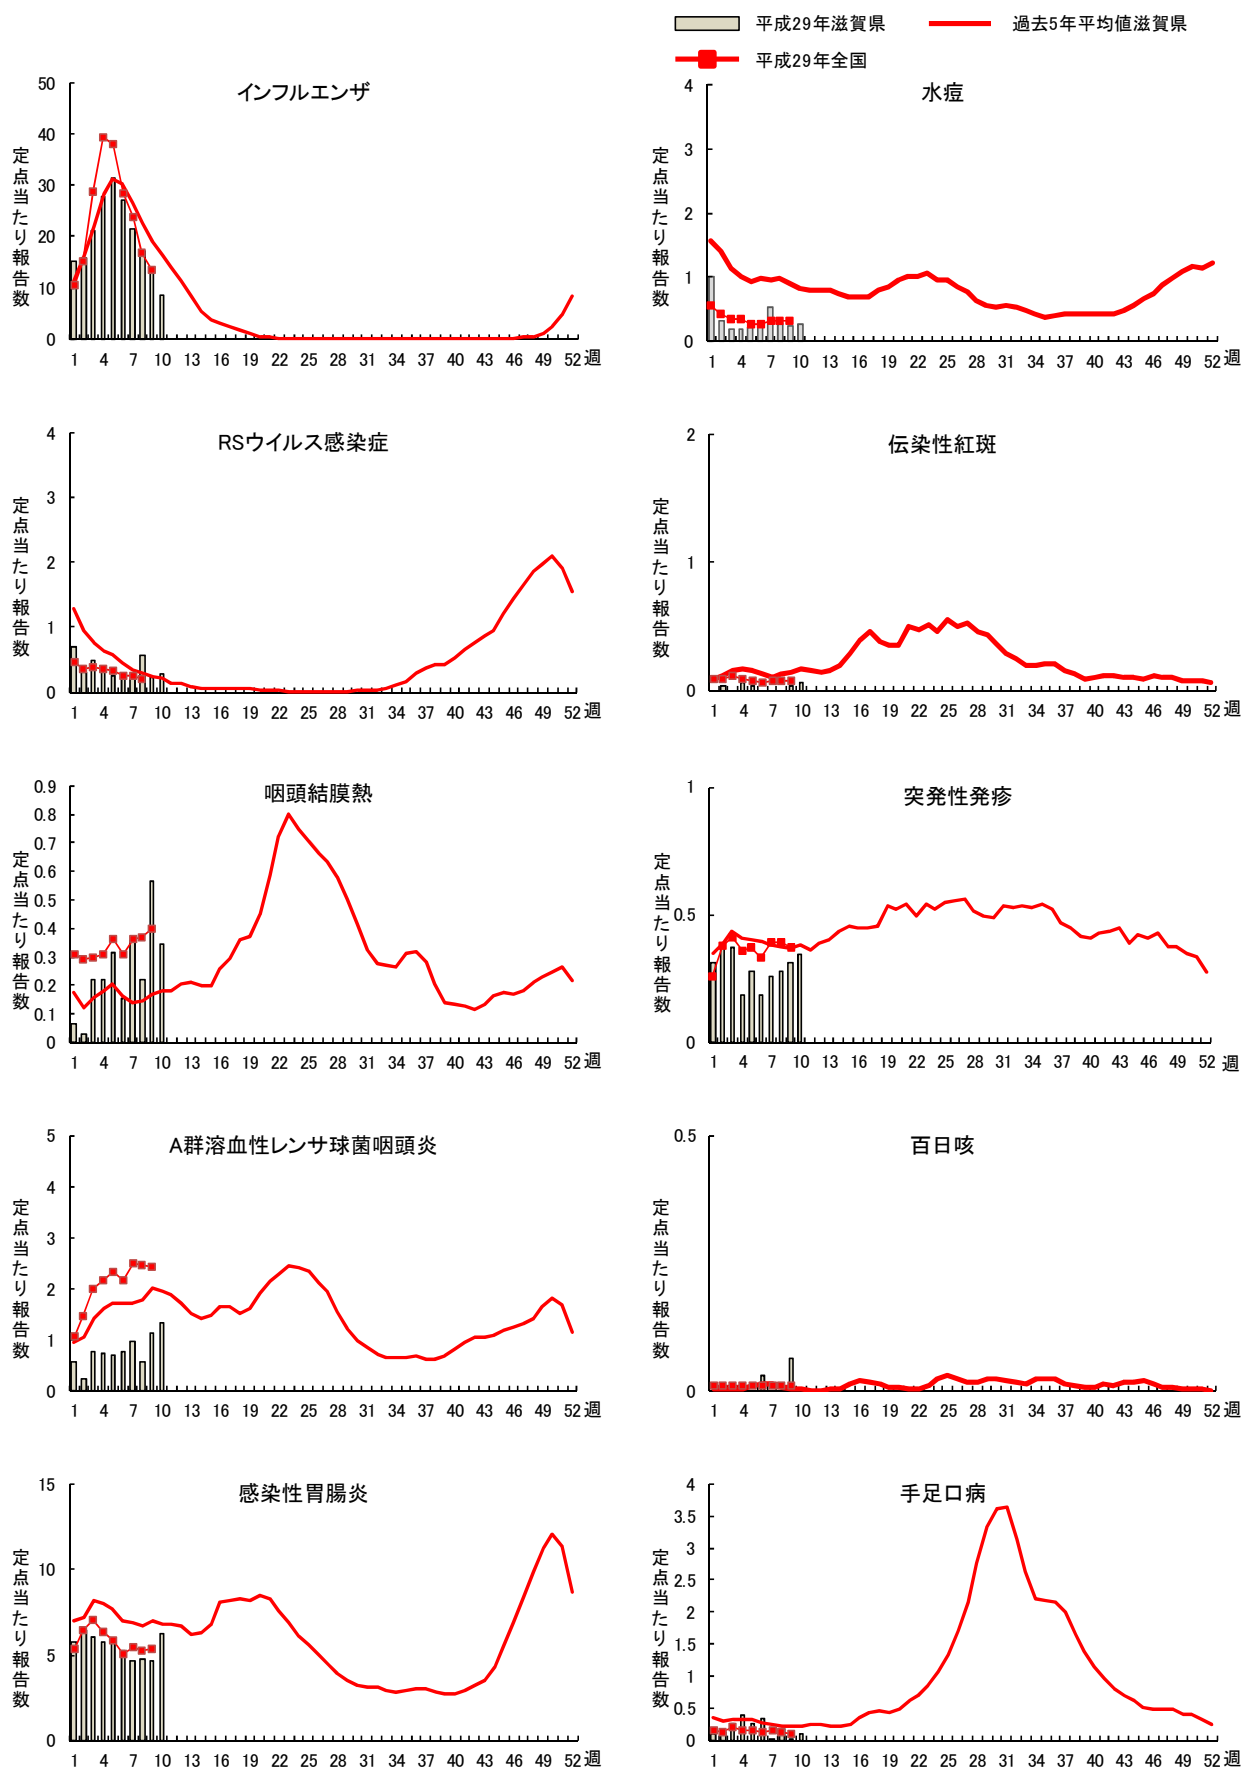 平成29年滋賀県
過去5年平均値滋賀県
平成29年全国
インフルエンザ
定点当たり報告数
50
40
30
20
10
0
1 4 7 10 13 16 19 22 25 28 31 34 37 40 43 46 49 52 週
水痘
定点当たり報告数
4
3
2
1
0
1 4 7 10 13 16 19 22 25 28 31 34 37 40 43 46 49 52 週
RSウイルス感染症
定点当たり報告数
4
3
2
1
0
1 4 7 10 13 16 19 22 25 28 31 34 37 40 43 46 49 52 週
伝染性紅斑
定点当たり報告数
2
1
0
1 4 7 10 13 16 19 22 25 28 31 34 37 40 43 46 49 52 週
咽頭結膜熱
定点当たり報告数
0.9
0.8
0.7
0.6
0.5
0.4
0.3
0.2
0.1
0
1 4 7 10 13 16 19 22 25 28 31 34 37 40 43 46 49 52 週
突発性発疹
定点当たり報告数
1
0.5
0
1 4 7 10 13 16 19 22 25 28 31 34 37 40 43 46 49 52 週
A群溶血性レンサ球菌咽頭炎
定点当たり報告数
5
4
3
2
1
0
1 4 7 10 13 16 19 22 25 28 31 34 37 40 43 46 49 52 週
百日咳
定点当たり報告数
0.5
0
1 4 7 10 13 16 19 22 25 28 31 34 37 40 43 46 49 52 週
感染性胃腸炎
定点当たり報告数
15
10
5
0
1 4 7 10 13 16 19 22 25 28 31 34 37 40 43 46 49 52 週
手足口病
定点当たり報告数
4
3.5
3
2.5
2
1.5
1
0.5
0
1 4 7 10 13 16 19 22 25 28 31 34 37 40 43 46 49 52 週